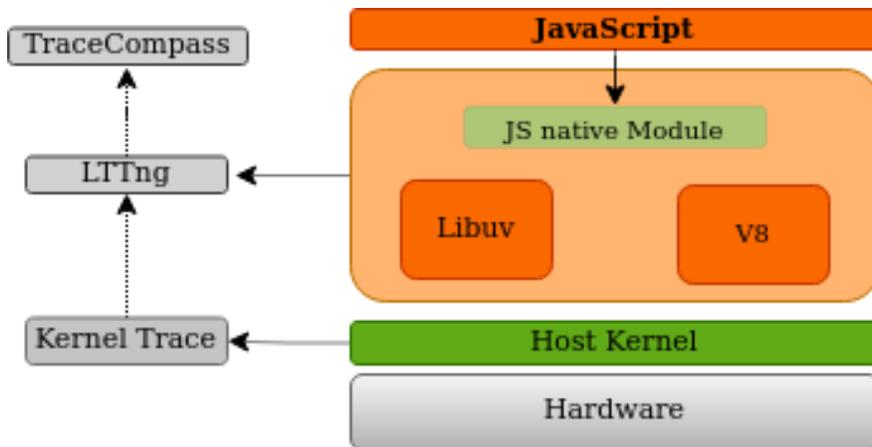 TraceCompass
JavaScript
JS native Module
LTTng
Libuv
V8
Kernel Trace
Host Kernel
Hardware